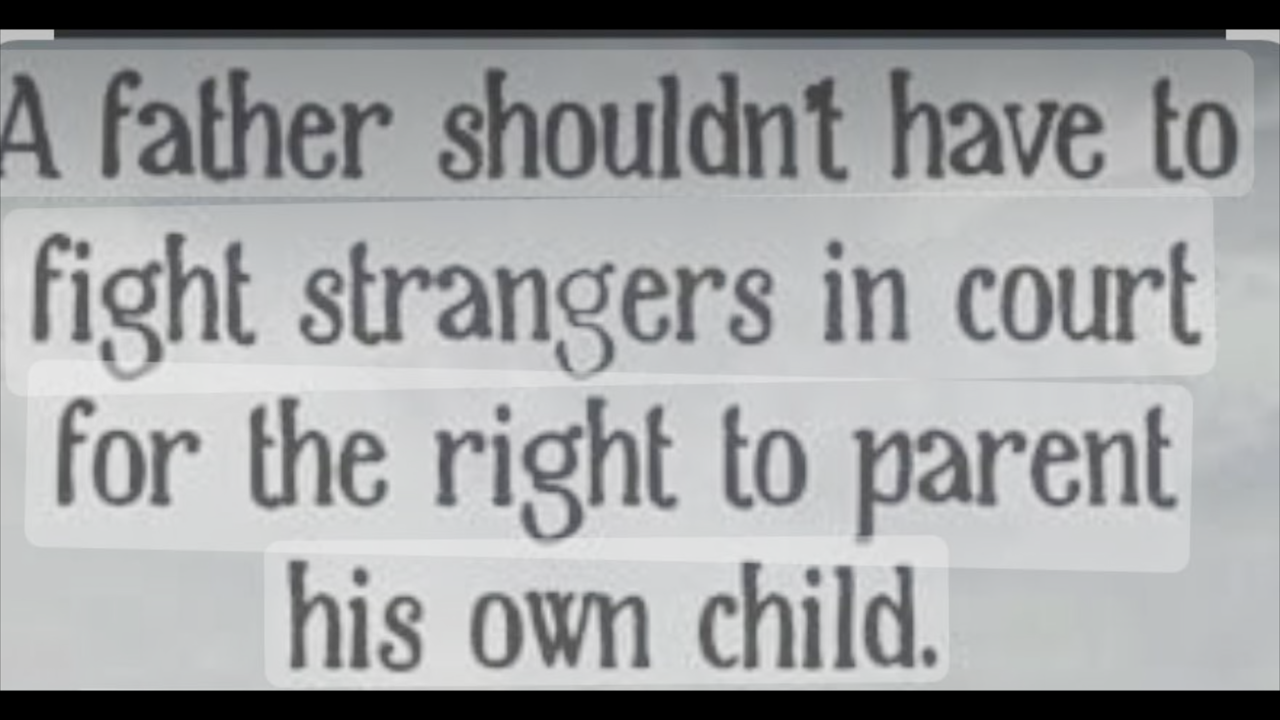 A father shouldn't have to
fight strangers in court
for the right to parent
his own child.